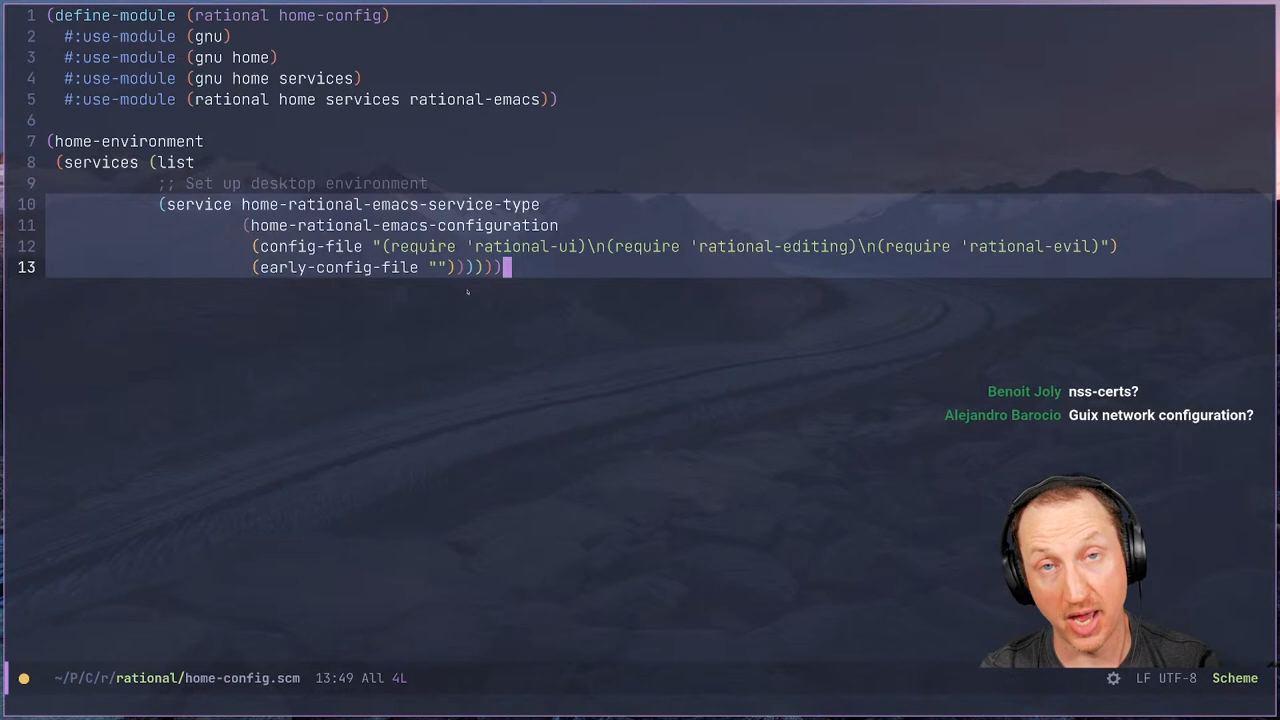 1 (define-module (rational home-config)
2   #:use-module (gnu)
3   #:use-module (gnu home)
4   #:use-module (gnu home services)
5   #:use-module (rational home services rational-emacs))
6
7 (home-environment
8  (services (list
9             ;; Set up desktop environment
10            (service home-rational-emacs-service-type
11                     (home-rational-emacs-configuration
12                      (config-file "(require 'rational-ui)\n(require 'rational-editing)\n(require 'rational-evil)")
13                      (early-config-file ""))))))
Benoit Joly nss-certs?
Alejandro Barocio Guix network configuration?
~/P/C/r/rational/home-config.scm 13:49 All 4L LF UTF-8 Scheme